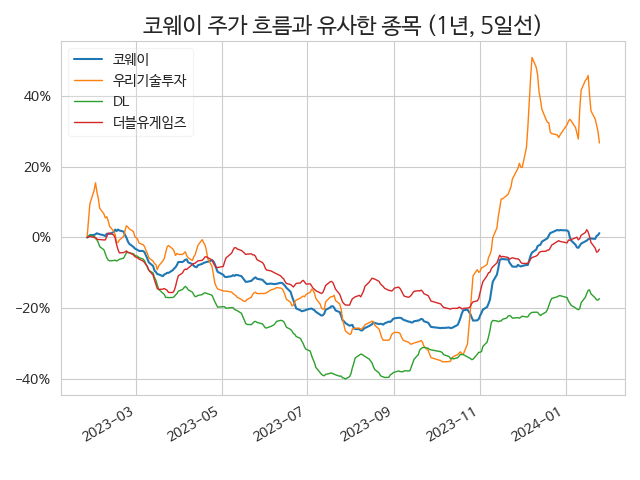 코웨이 주가 흐름과 유사한 종목 (1년, 5일선)
코웨이
우리기술투자
DL
더블유게임즈
40%
20%
0%
−20%
−40%
2023−03
2023−05
2023−07
2023−09
2023−11
2024−01